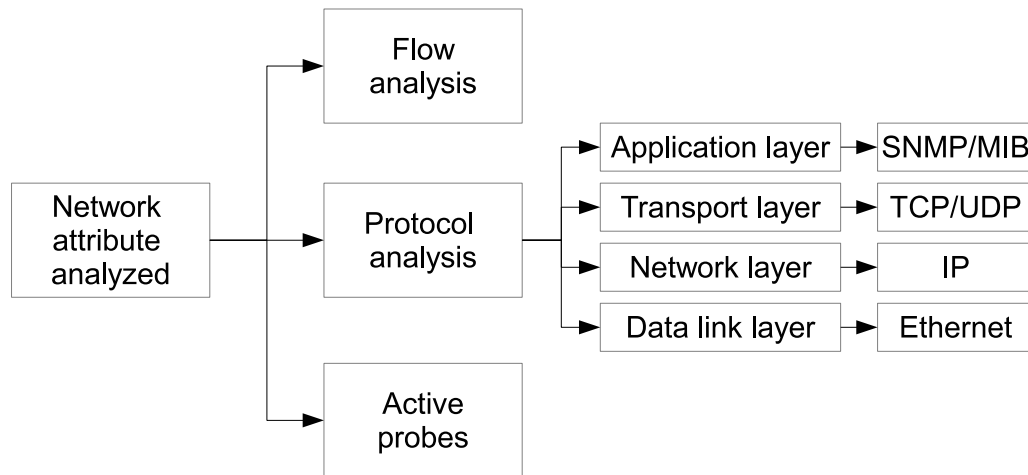 Network
attribute
analyzed
Flow
analysis
Protocol
analysis
Active
probes
Application layer
SNMP/MIB
Transport layer
TCP/UDP
Network layer
IP
Data link layer
Ethernet